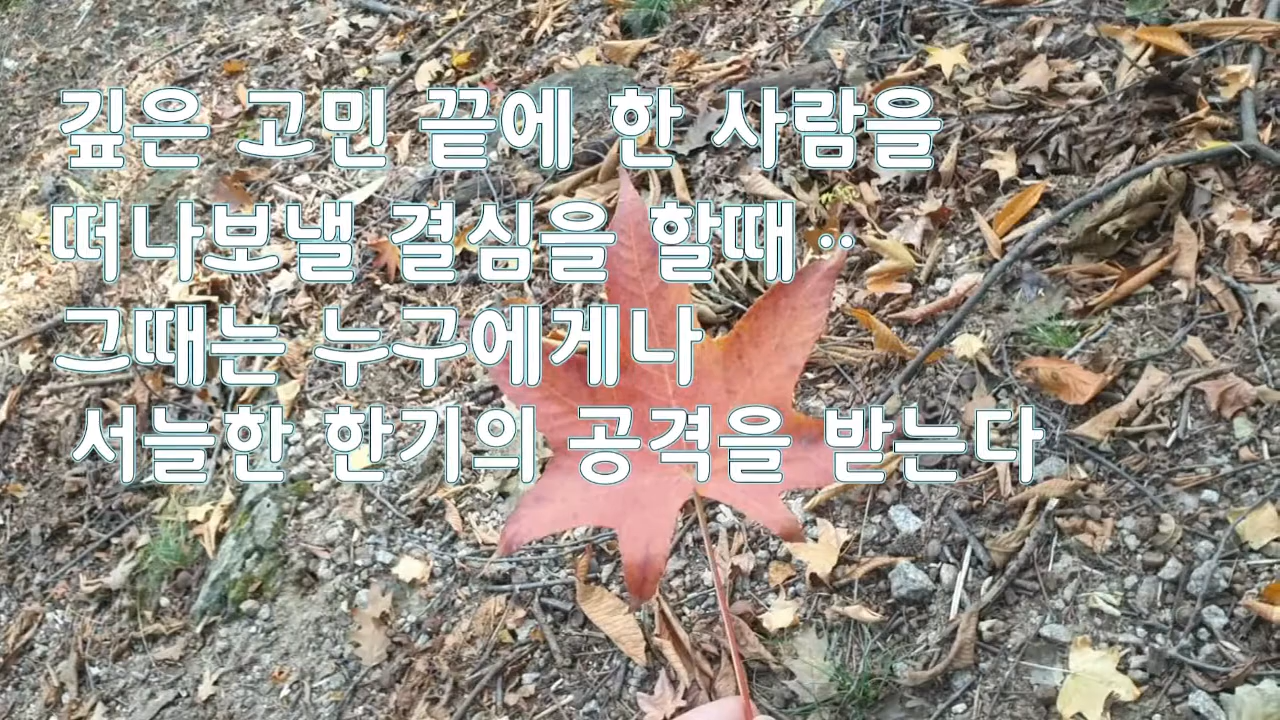 깊은 고민 끝에 한 사람을
떠나보낼 결심을 할때 ··
그때는 누구에게나
서늘한 한기의 공격을 받는다